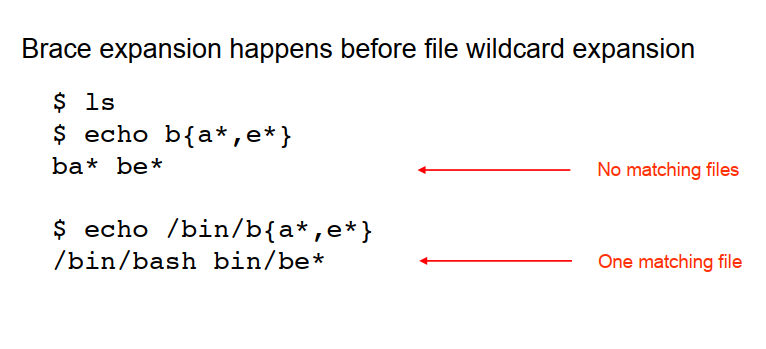 Brace expansion happens before file wildcard expansion
$ ls
$ echo b{a*,e*}
ba* be*
No matching files
$ echo /bin/b{a*,e*}
/bin/bash bin/be*
One matching file